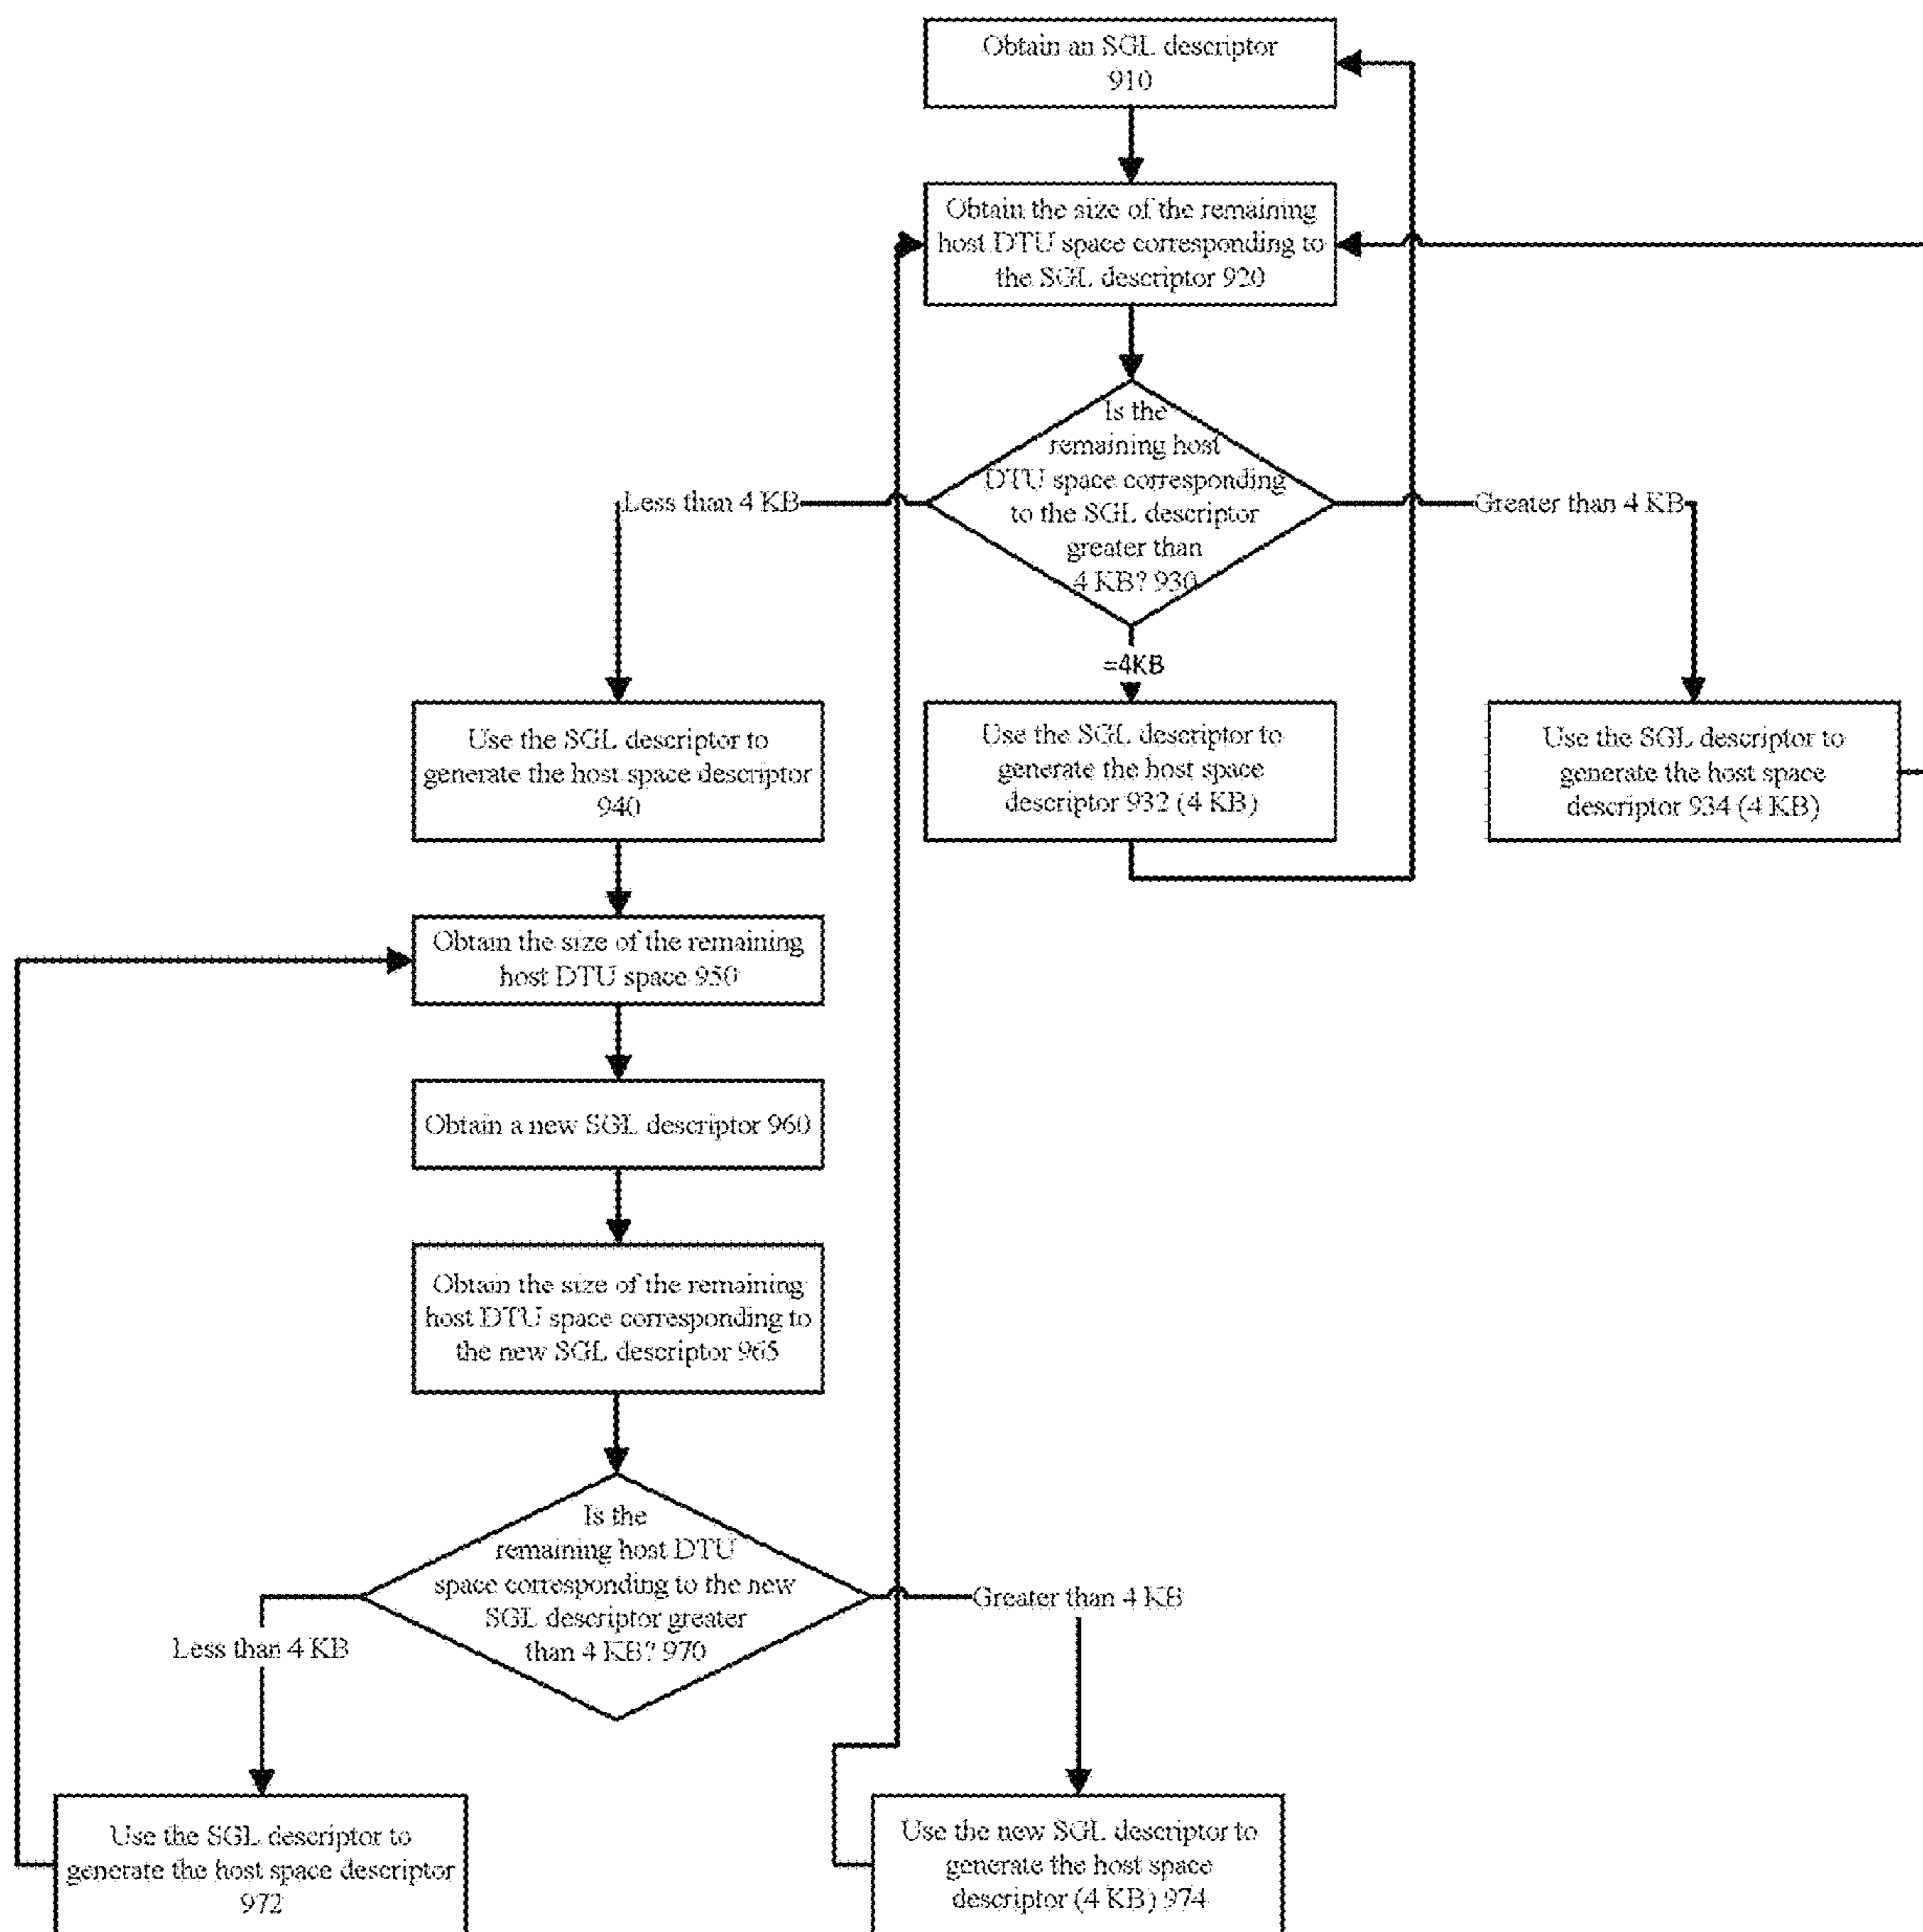 Obtain an SGL descriptor
910
Obtain the size of the remaining
host DTU space corresponding to
the SGL descriptor 920
Is the
remaining host
DTU space corresponding
to the SGL descriptor
greater than
4 KB? 930
Less than 4 KB
Greater than 4 KB
=4KB
Use the SGL descriptor to
generate the host space descriptor
940
Use the SGL descriptor to
generate the host space
descriptor 932 (4 KB)
Use the SGL descriptor to
generate the host space
descriptor 934 (4 KB)
Obtain the size of the remaining
host DTU space 950
Obtain a new SGL descriptor 960
Obtain the size of the remaining
host DTU space corresponding to
the new SGL descriptor 965
Is the
remaining host DTU
space corresponding to the new
SGL descriptor greater
than 4 KB? 970
Less than 4 KB
Greater than 4 KB
Use the SGL descriptor to
generate the host space descriptor
972
Use the new SGL descriptor to
generate the host space
descriptor (4 KB) 974